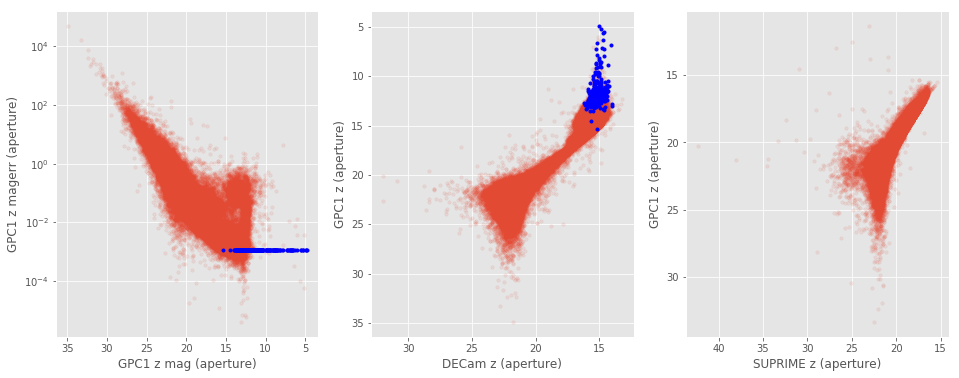 GPC1 z magerr (aperture)
10⁴
10²
10⁰
10⁻²
10⁻⁴
35 30 25 20 15 10 5
GPC1 z mag (aperture)
GPC1 z (aperture)
5
10
15
20
25
30
35
30 25 20 15
DECam z (aperture)
GPC1 z (aperture)
15
20
25
30
40 35 30 25 20 15
SUPRIME z (aperture)